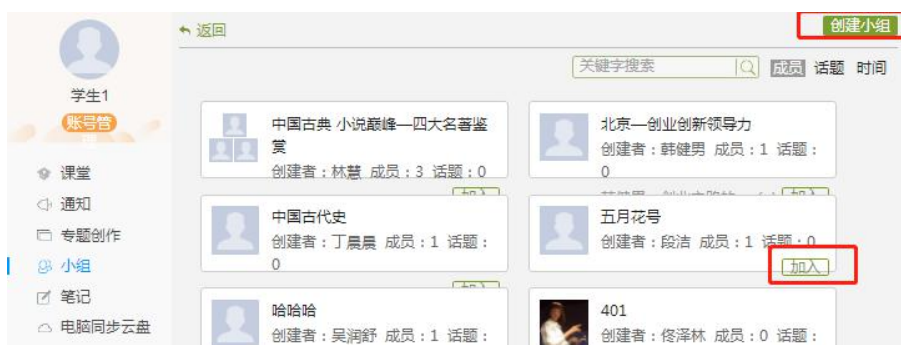 返回
创建小组
关键字搜索
成员 话题 时间
学生1
账号管
课堂
通知
专题创作
小组
笔记
电脑同步云盘
中国古典 小说巅峰—四大名著鉴
赏
创建者：林慧 成员：3 话题：0
加入
北京—创业创新领导力
创建者：韩健男 成员：1 话题：
0
加入
中国古代史
创建者：丁晨晨 成员：1 话题：
0
加入
五月花号
创建者：段洁 成员：1 话题：0
加入
哈哈哈
创建者：吴润舒 成员：1 话题：
401
创建者：佟泽林 成员：0 话题：